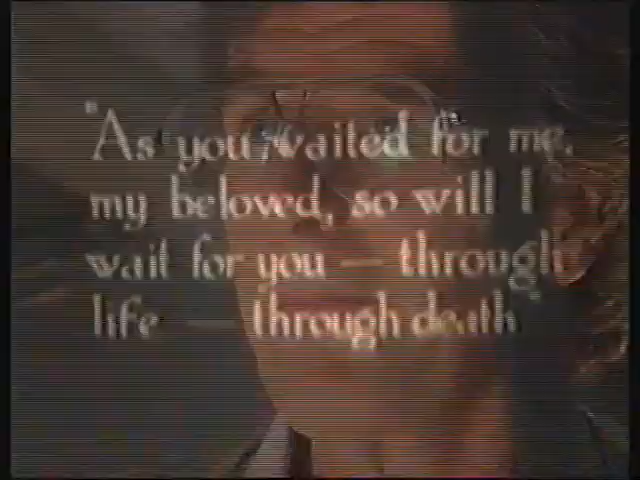 "As you waited for me,
my beloved, so will I
wait for you — through
life — through death"